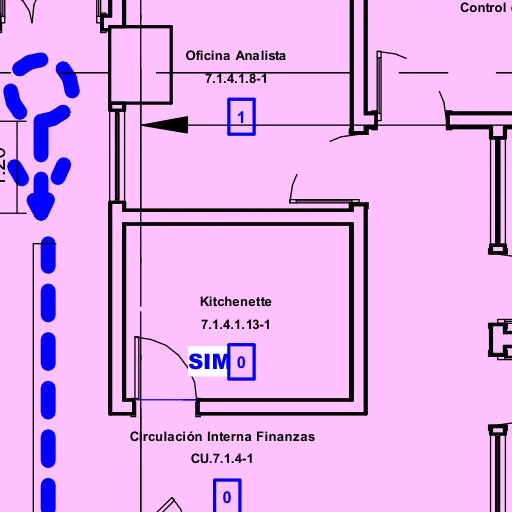 Control
Oficina Analista
7.1.4.1.8-1
1
Kitchenette
7.1.4.1.13-1
SIM 0
Circulación Interna Finanzas
CU.7.1.4-1
0